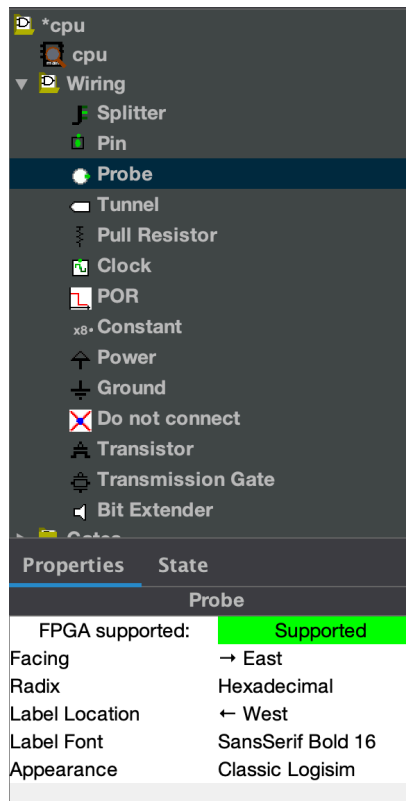 *cpu
cpu
Wiring
Splitter
Pin
Probe
Tunnel
Pull Resistor
Clock
POR
x8 Constant
Power
Ground
Do not connect
Transistor
Transmission Gate
Bit Extender
Gates
Properties State
Probe
FPGA supported: Supported
Facing → East
Radix Hexadecimal
Label Location ← West
Label Font SansSerif Bold 16
Appearance Classic Logisim